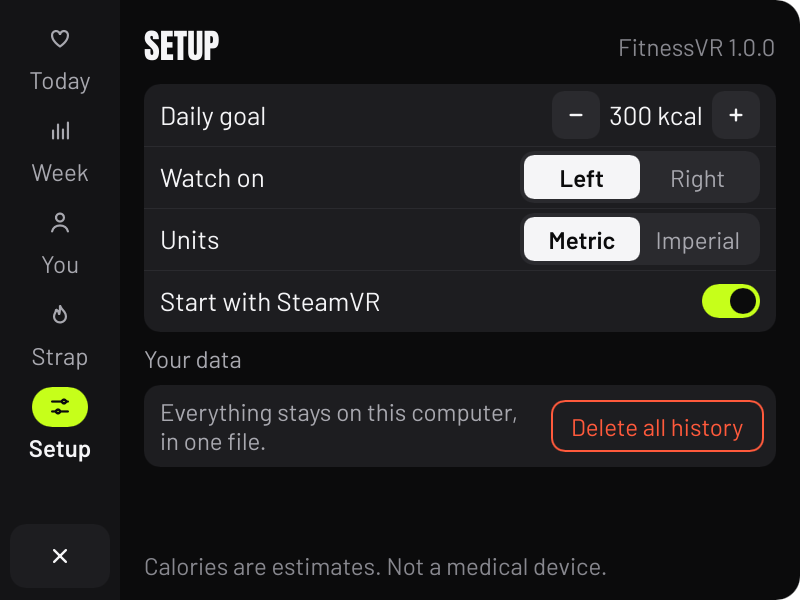 Today
Week
You
Strap
Setup
SETUP
FitnessVR 1.0.0
Daily goal
− 300 kcal +
Watch on
Left Right
Units
Metric Imperial
Start with SteamVR
Your data
Everything stays on this computer,
in one file.
Delete all history
Calories are estimates. Not a medical device.